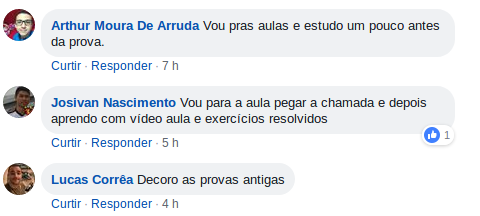 Arthur Moura De Arruda Vou pras aulas e estudo um pouco antes
da prova.
Curtir · Responder · 7 h
Josivan Nascimento Vou para a aula pegar a chamada e depois
aprendo com vídeo aula e exercícios resolvidos
1
Curtir · Responder · 5 h
Lucas Corrêa Decoro as provas antigas
Curtir · Responder · 4 h